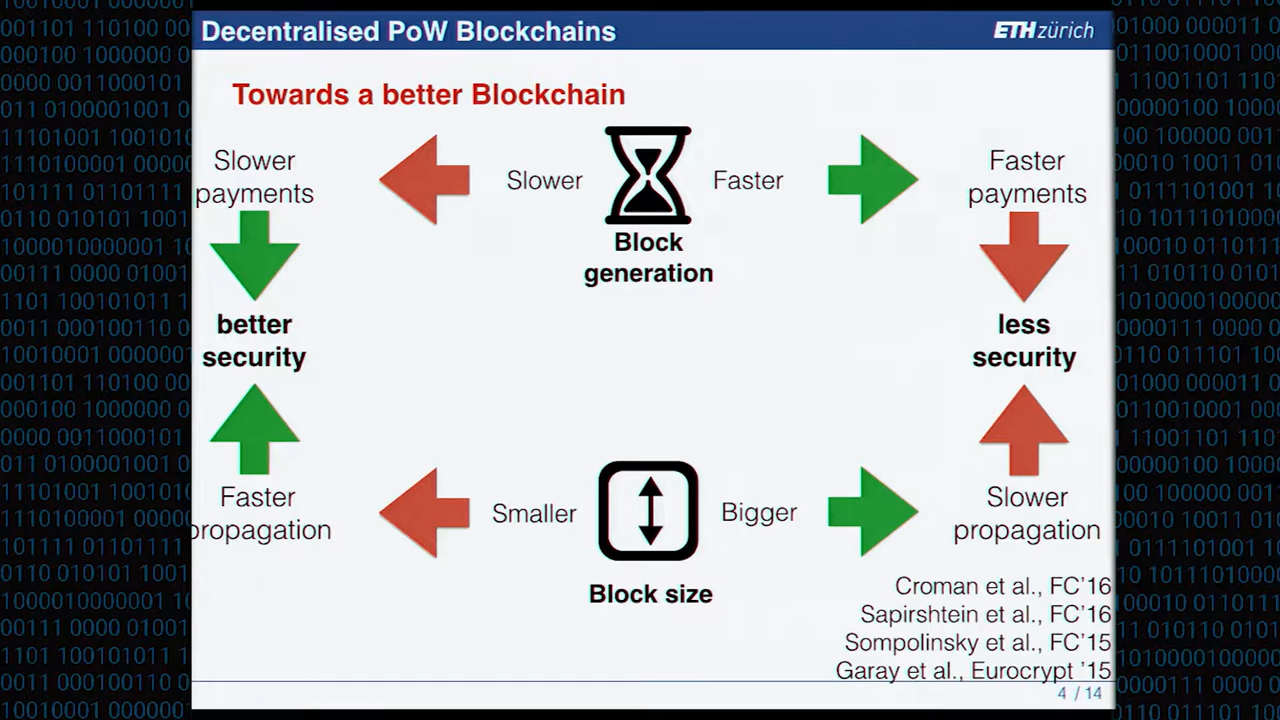 Decentralised PoW Blockchains
ETH zürich
Towards a better Blockchain
Slower
payments
Slower
Faster
Faster
payments
Block
generation
better
security
less
security
Faster
propagation
Smaller
Bigger
Slower
propagation
Block size
Croman et al., FC'16
Sapirshtein et al., FC'16
Sompolinsky et al., FC'15
Garay et al., Eurocrypt '15
4 / 14